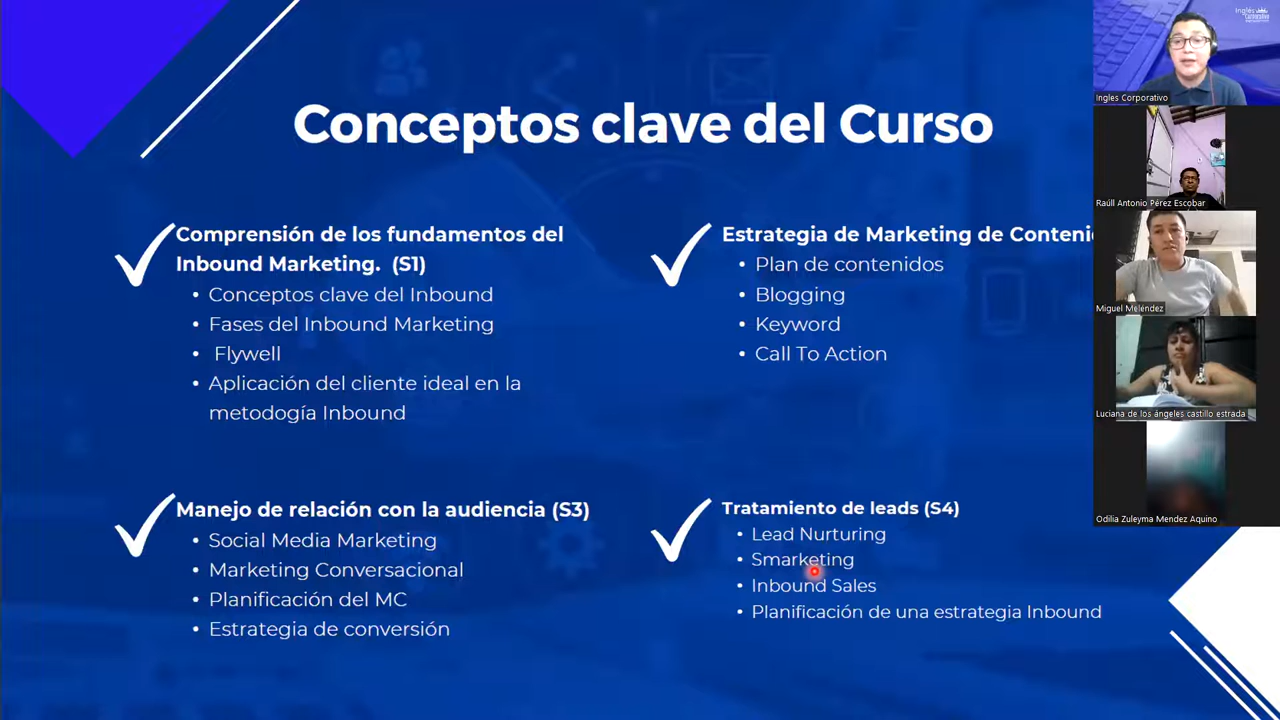 Conceptos clave del Curso
Comprensión de los fundamentos del
Inbound Marketing. (S1)
• Conceptos clave del Inbound
• Fases del Inbound Marketing
• Flywell
• Aplicación del cliente ideal en la
metodogía Inbound
Estrategia de Marketing de Conteni
• Plan de contenidos
• Blogging
• Keyword
• Call To Action
Manejo de relación con la audiencia (S3)
• Social Media Marketing
• Marketing Conversacional
• Planificación del MC
• Estrategia de conversión
Tratamiento de leads (S4)
• Lead Nurturing
• Smarketing
• Inbound Sales
• Planificación de una estrategia Inbound
Inglés
Corporativo
Ingles Corporativo
Raúll Antonio Pérez Escobar
Miguel Meléndez
Luciana de los ángeles castillo estrada
Odilia Zuleyma Mendez Aquino